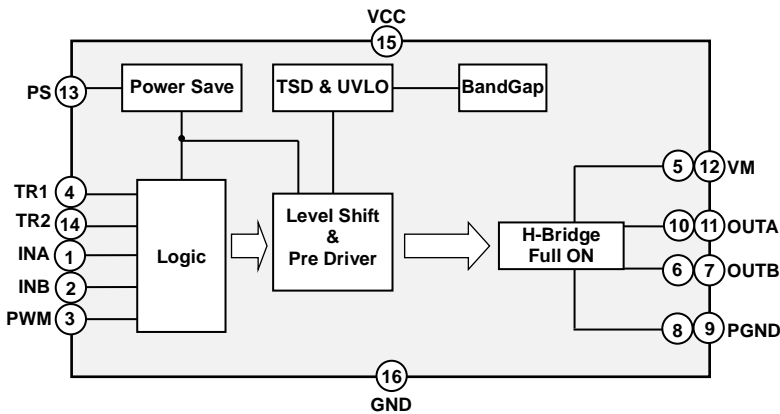 VCC
15
PS 13
Power Save
TSD & UVLO
BandGap
TR1 4
TR2 14
INA 1
INB 2
PWM 3
Logic
Level Shift
&
Pre Driver
H-Bridge
Full ON
5 12 VM
10 11 OUTA
6 7 OUTB
8 9 PGND
16
GND